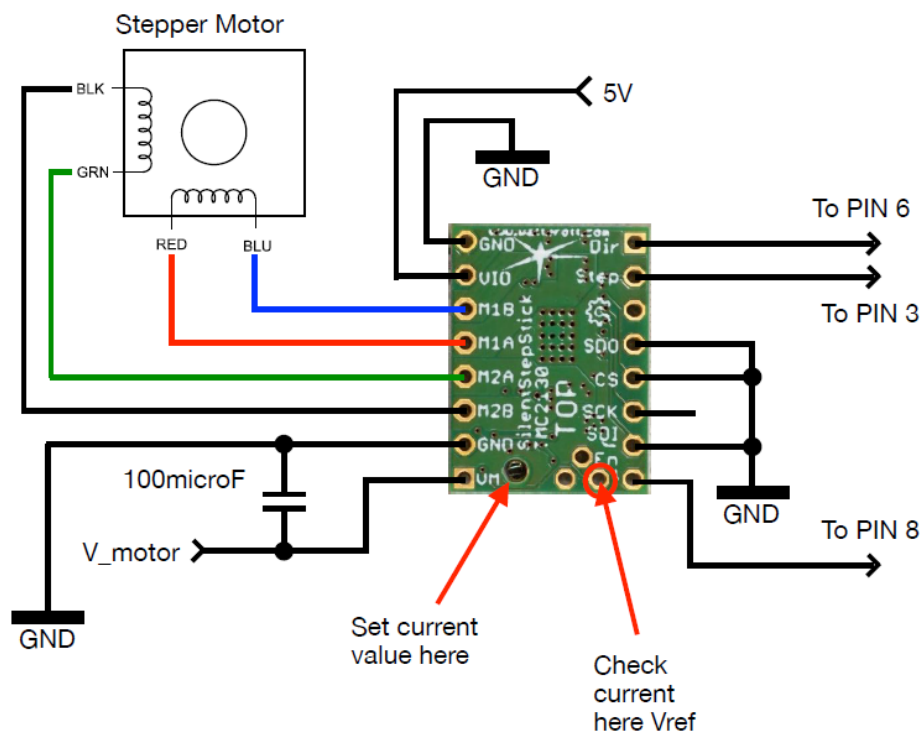 Stepper Motor
BLK
GRN
RED
BLU
5V
GND
To PIN 6
To PIN 3
GND
VIO
M1B
M1A
M2A
M2B
GND
VM
Dir
Step
SDO
CS
SCK
SDI
En
SilentStepStick
TOP
100microF
V_motor
GND
GND
To PIN 8
Set current
value here
Check
current
here Vref